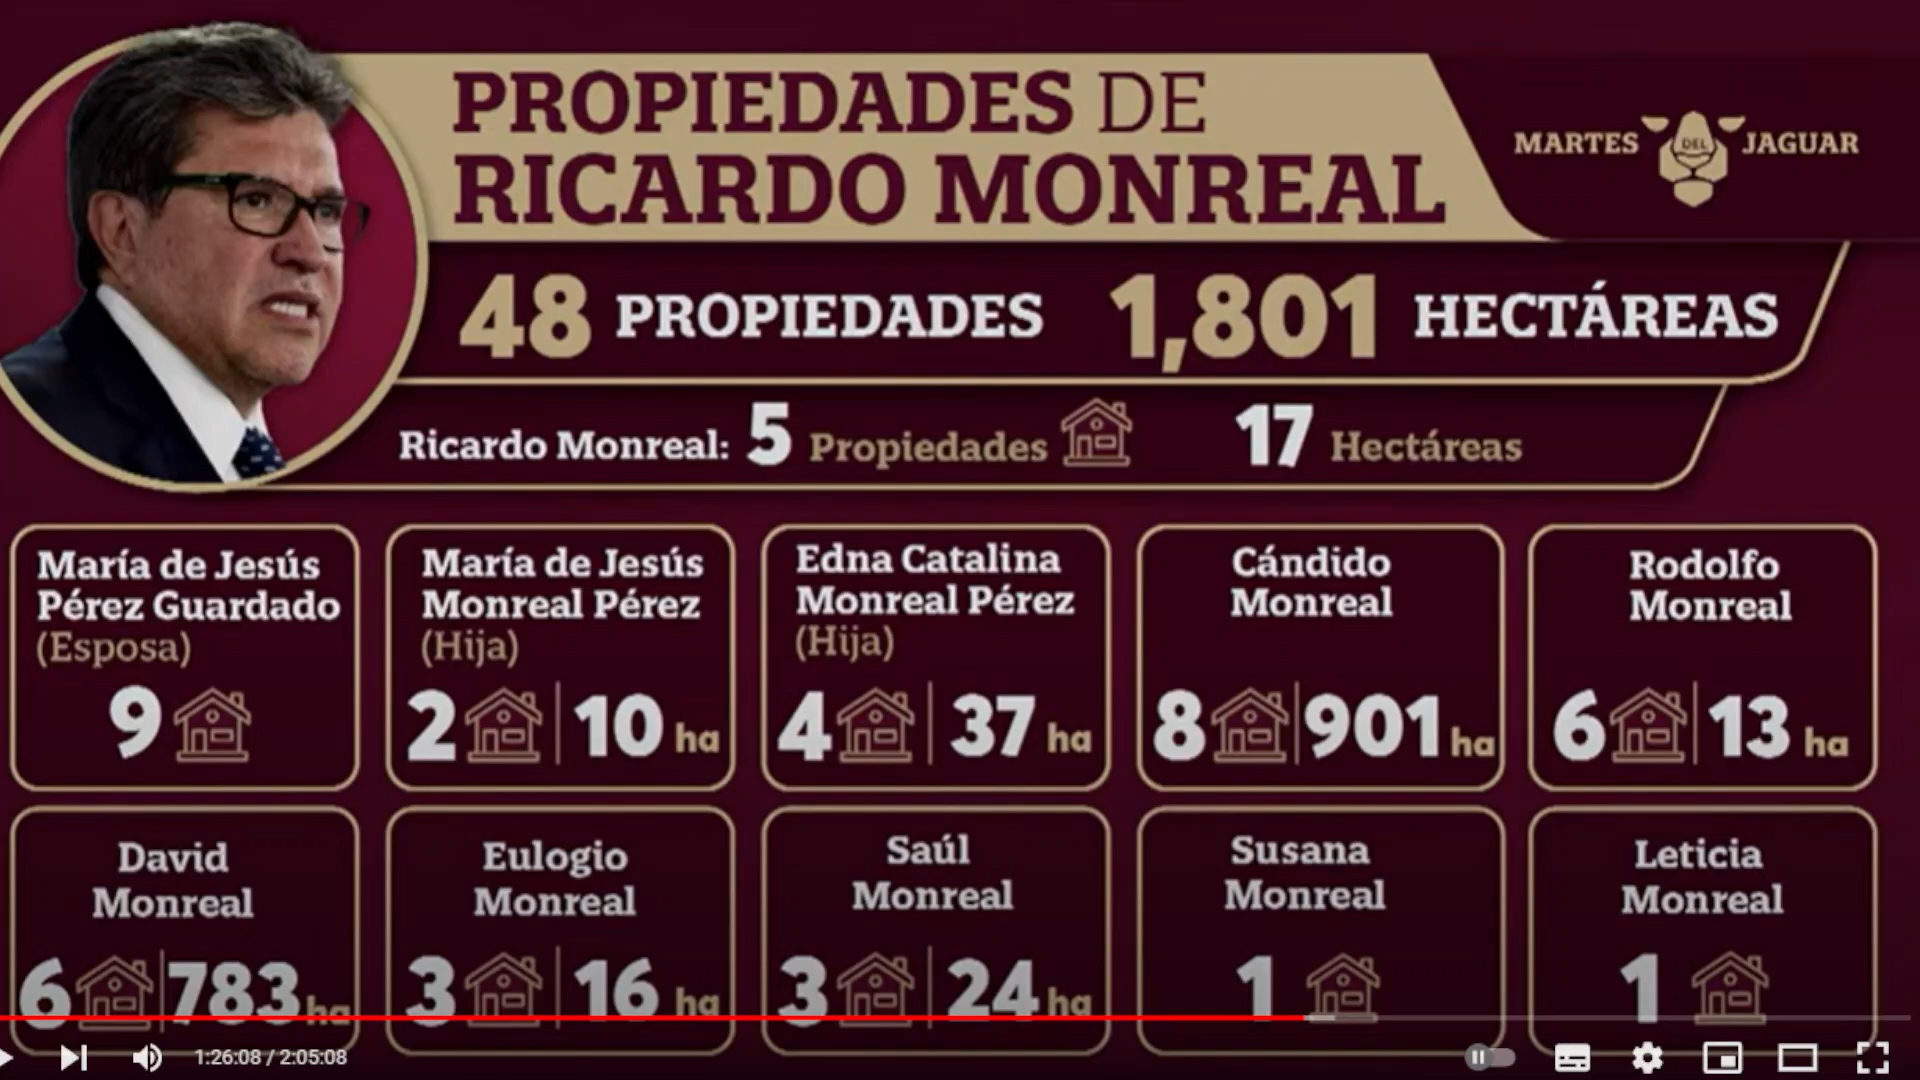 PROPIEDADES DE
RICARDO MONREAL
MARTES DEL JAGUAR
48 PROPIEDADES 1,801 HECTÁREAS
Ricardo Monreal: 5 Propiedades 17 Hectáreas
María de Jesús
Pérez Guardado
(Esposa)
9
María de Jesús
Monreal Pérez
(Hija)
2 10 ha
Edna Catalina
Monreal Pérez
(Hija)
4 37 ha
Cándido
Monreal
8 901 ha
Rodolfo
Monreal
6 13 ha
David
Monreal
6 783 ha
Eulogio
Monreal
3 16 ha
Saúl
Monreal
3 24 ha
Susana
Monreal
1
Leticia
Monreal
1
1:26:08 / 2:05:08